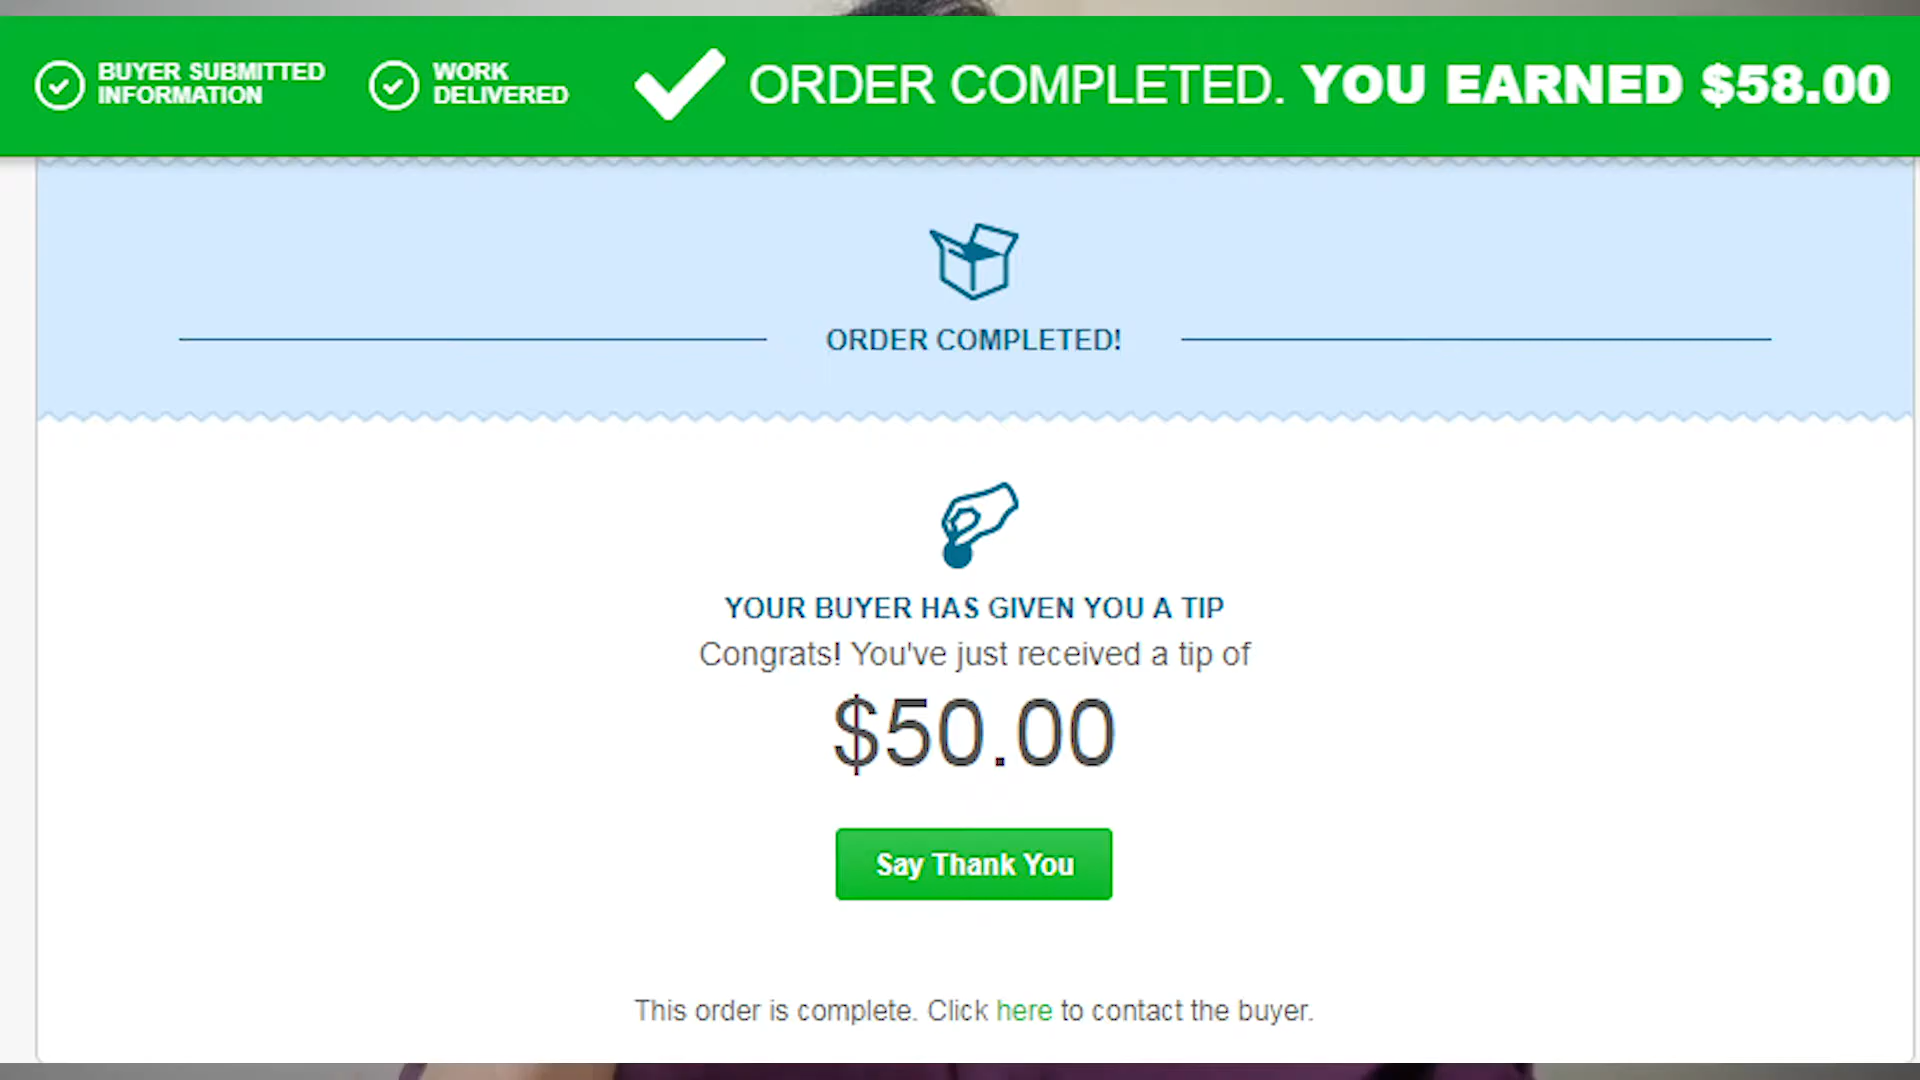 BUYER SUBMITTED
INFORMATION
WORK
DELIVERED
ORDER COMPLETED. YOU EARNED $58.00
ORDER COMPLETED!
YOUR BUYER HAS GIVEN YOU A TIP
Congrats! You've just received a tip of
$50.00
Say Thank You
This order is complete. Click here to contact the buyer.